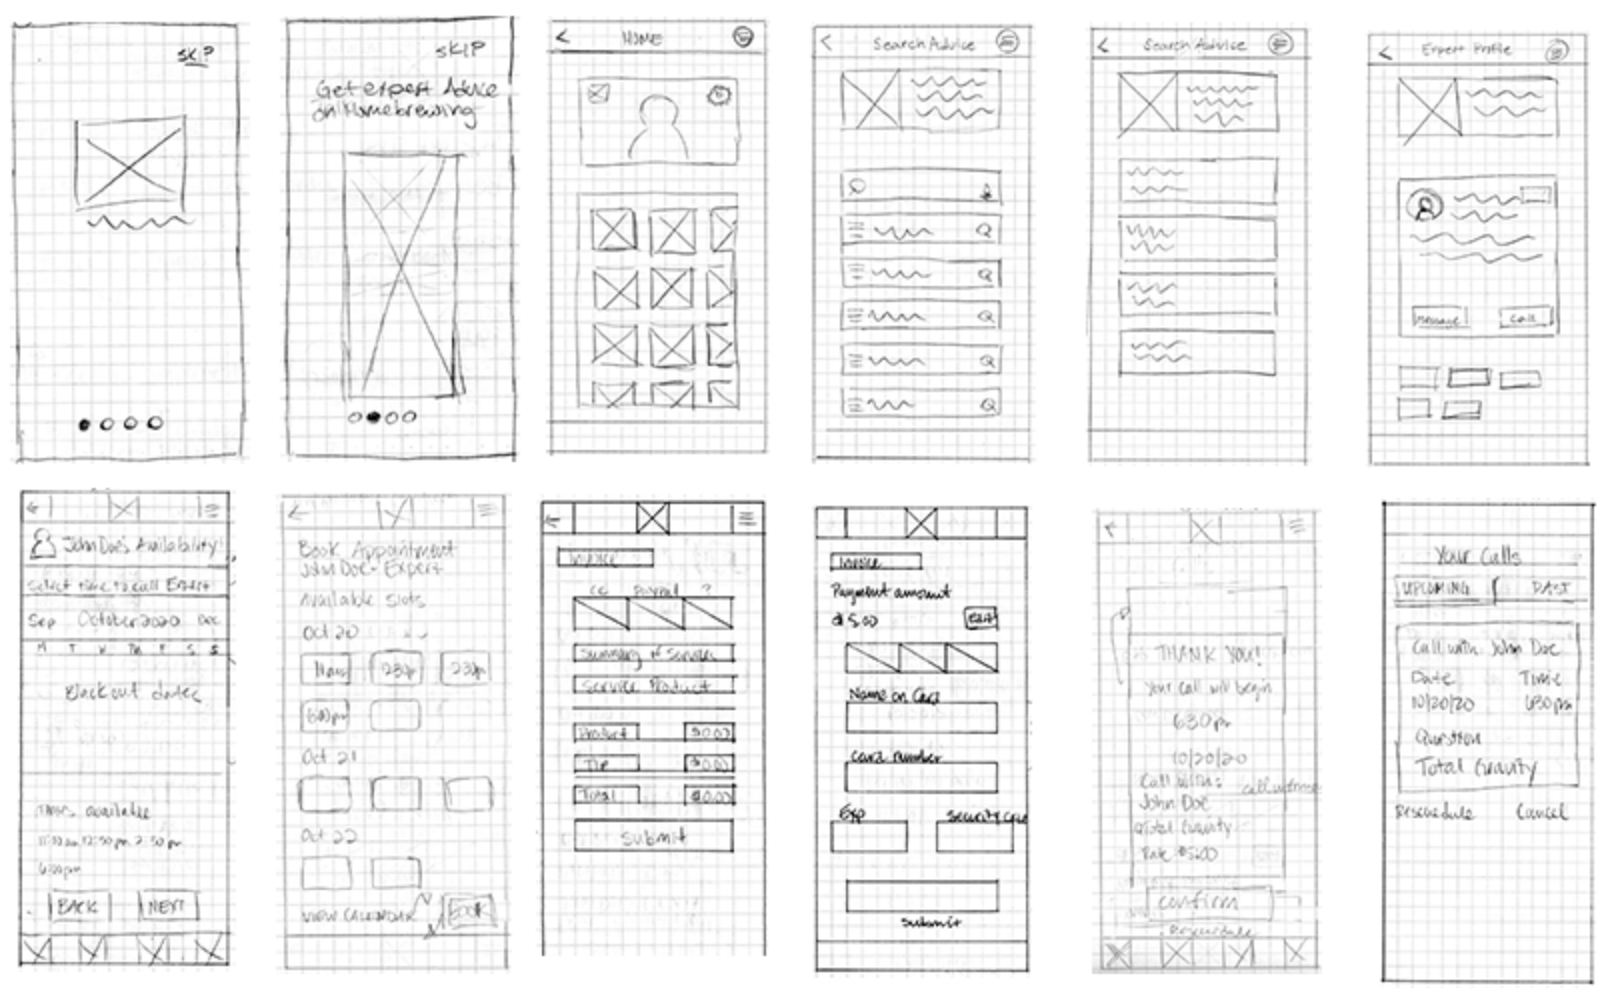 SKIP
SKIP
Get expert Advice
on Homebrewing
HOME
Search Advice
Search Advice
Expert Profile
message
Call
John Doe's Availability!
Select time to call Expert
Sep October 2020 Dec
M T W Th F S S
Blackout dates
Times available
11:00 am 12:30 pm 2:30 pm
6:00pm
BACK
NEXT
Book Appointment
John Doe - Expert
Available slots
Oct 20
11am
12:30p
2:30p
6:00pm
Oct 21
Oct 22
VIEW CALENDAR
BOOK
Invoice
CC Paypal ?
Summary of Services
Service Product
Product $0.00
Tip $0.00
Total $0.00
Submit
Invoice
Payment amount
$5.00
EDIT
Name on Card
Card number
Exp
Security Code
Submit
THANK YOU!
Your call will begin
6:30pm
10/20/20
Call with:
John Doe
Total Gravity
Rate $5.00
confirm
Reschedule
Your Calls
UPCOMING
PAST
Call with John Doe
Date Time
10/20/20 6:30pm
Question
Total Gravity
Reschedule Cancel